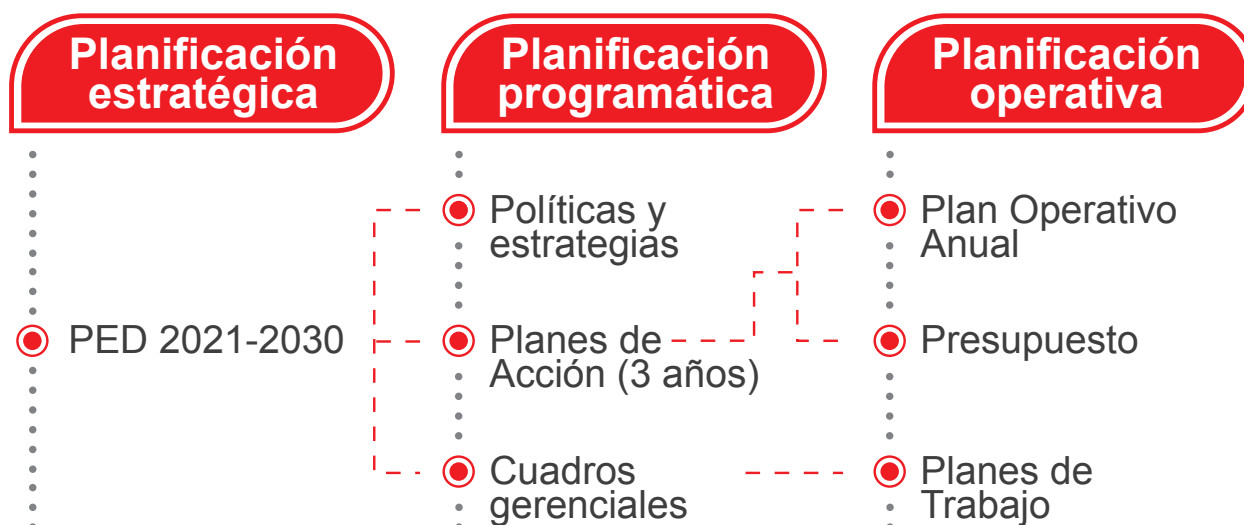 Planificación
estratégica
PED 2021-2030
Planificación
programática
Políticas y
estrategias
Planes de
Acción (3 años)
Cuadros
gerenciales
Planificación
operativa
Plan Operativo
Anual
Presupuesto
Planes de
Trabajo